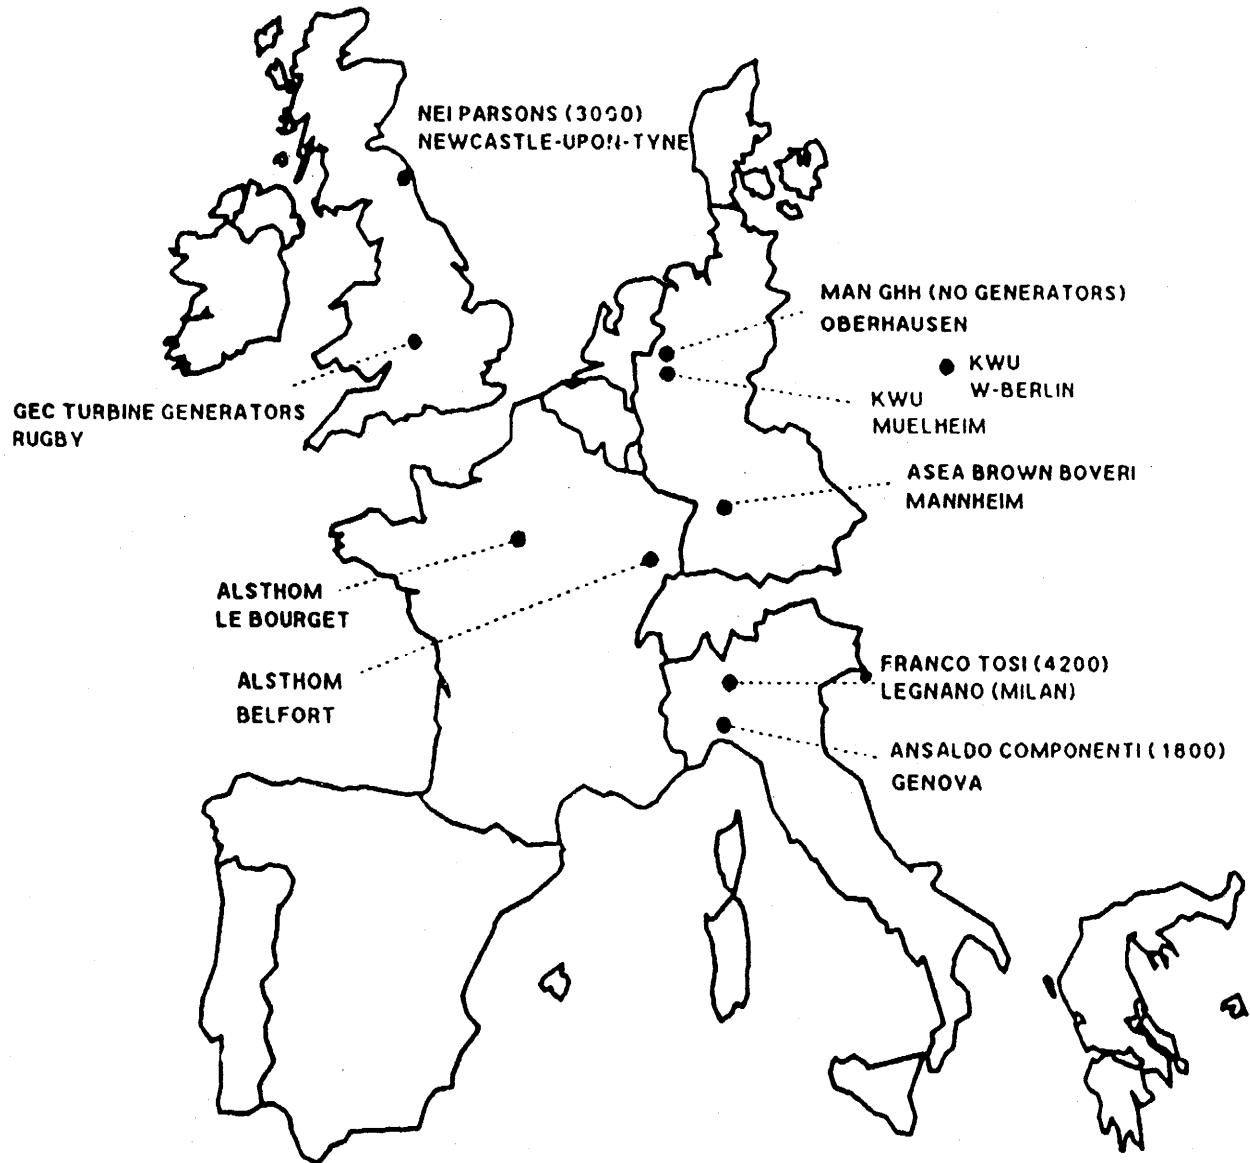 NEI PARSONS (3000)
NEWCASTLE-UPON-TYNE
MAN GHH (NO GENERATORS)
OBERHAUSEN
KWU
W-BERLIN
KWU
MUELHEIM
GEC TURBINE GENERATORS
RUGBY
ASEA BROWN BOVERI
MANNHEIM
ALSTHOM
LE BOURGET
ALSTHOM
BELFORT
FRANCO TOSI (4200)
LEGNANO (MILAN)
ANSALDO COMPONENTI (1800)
GENOVA